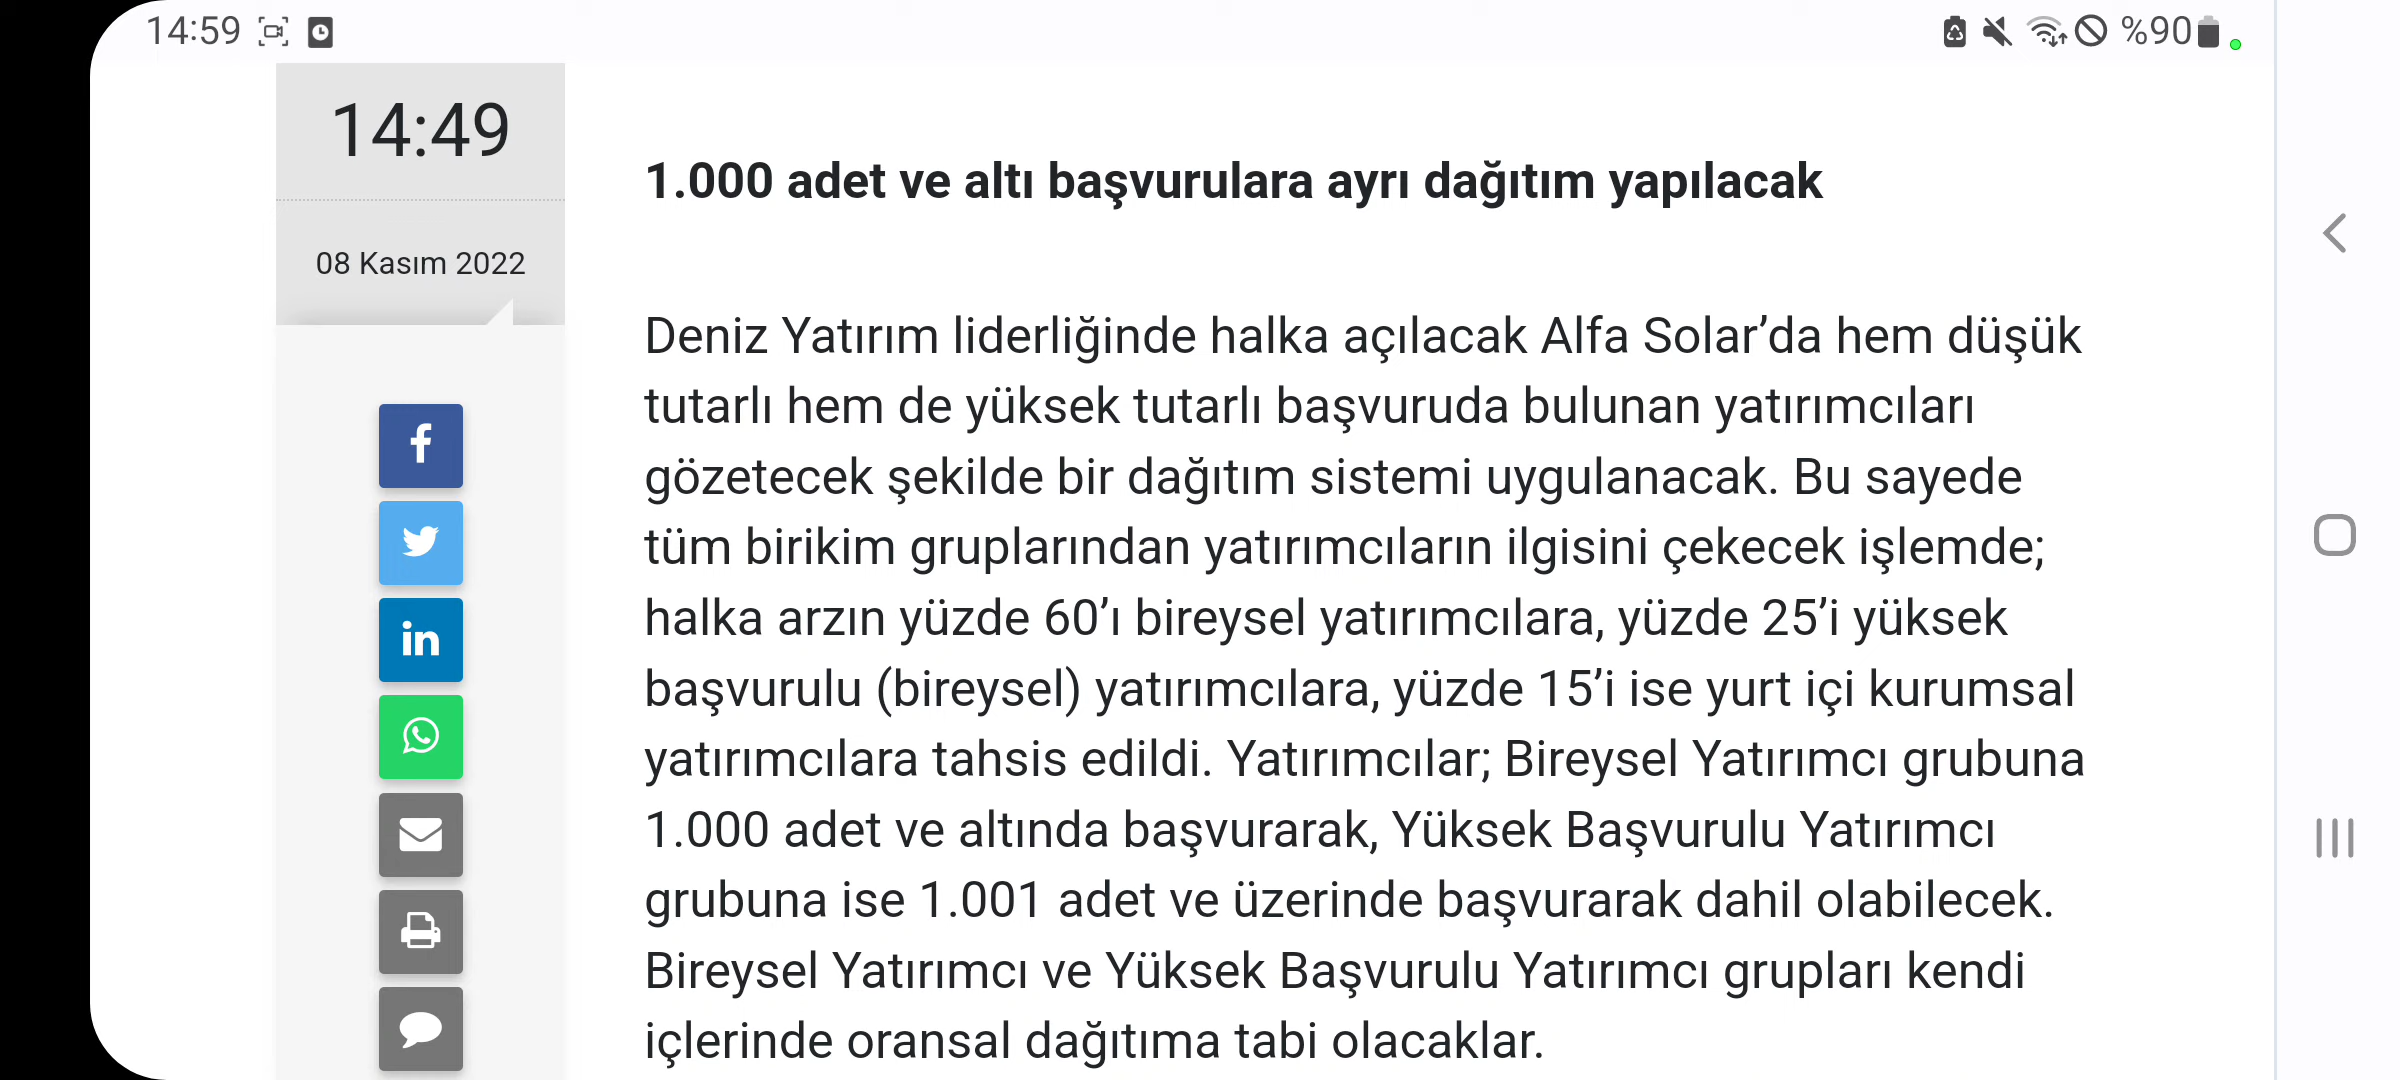 14:59
%90
14:49
08 Kasım 2022
1.000 adet ve altı başvurulara ayrı dağıtım yapılacak
Deniz Yatırım liderliğinde halka açılacak Alfa Solar’da hem düşük
tutarlı hem de yüksek tutarlı başvuruda bulunan yatırımcıları
gözetecek şekilde bir dağıtım sistemi uygulanacak. Bu sayede
tüm birikim gruplarından yatırımcıların ilgisini çekecek işlemde;
halka arzın yüzde 60’ı bireysel yatırımcılara, yüzde 25’i yüksek
başvurulu (bireysel) yatırımcılara, yüzde 15’i ise yurt içi kurumsal
yatırımcılara tahsis edildi. Yatırımcılar; Bireysel Yatırımcı grubuna
1.000 adet ve altında başvurarak, Yüksek Başvurulu Yatırımcı
grubuna ise 1.001 adet ve üzerinde başvurarak dahil olabilecek.
Bireysel Yatırımcı ve Yüksek Başvurulu Yatırımcı grupları kendi
içlerinde oransal dağıtıma tabi olacaklar.